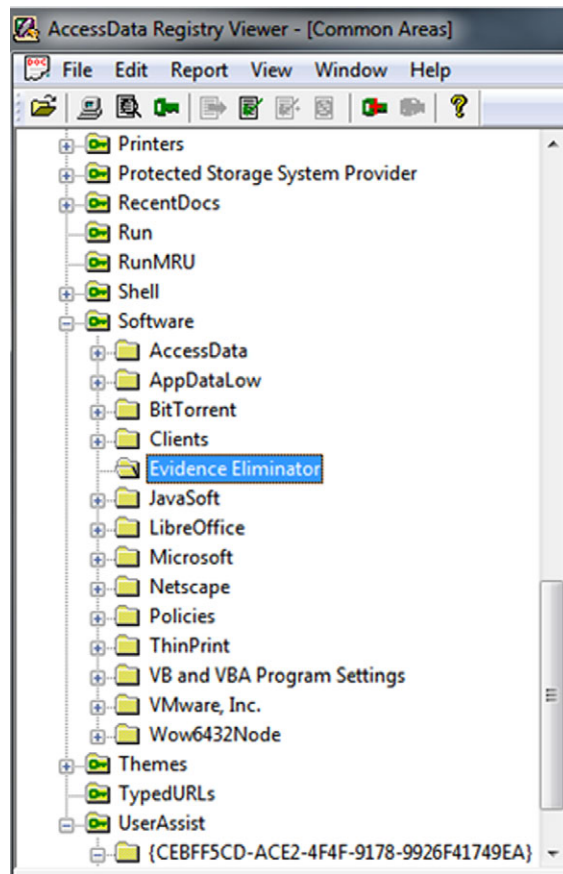 AccessData Registry Viewer - [Common Areas]
DOC File Edit Report View Window Help
?
Printers
Protected Storage System Provider
RecentDocs
Run
RunMRU
Shell
Software
AccessData
AppDataLow
BitTorrent
Clients
Evidence Eliminator
JavaSoft
LibreOffice
Microsoft
Netscape
Policies
ThinPrint
VB and VBA Program Settings
VMware, Inc.
Wow6432Node
Themes
TypedURLs
UserAssist
{CEBFF5CD-ACE2-4F4F-9178-9926F41749EA}